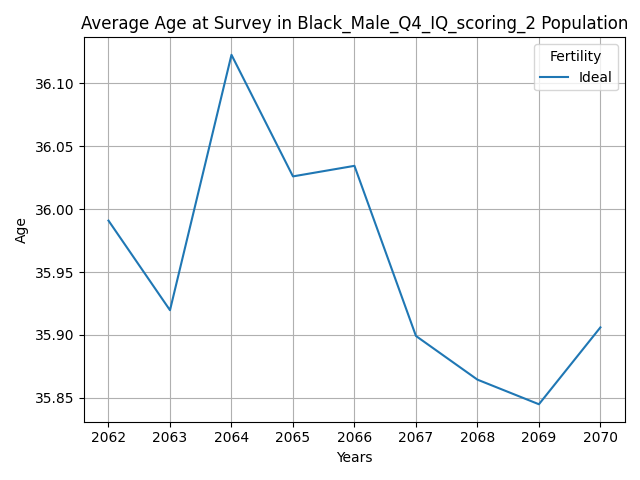 Average Age at Survey in Black_Male_Q4_IQ_scoring_2 Population
Fertility
Ideal
36.10
36.05
36.00
35.95
35.90
35.85
Age
2062 2063 2064 2065 2066 2067 2068 2069 2070
Years